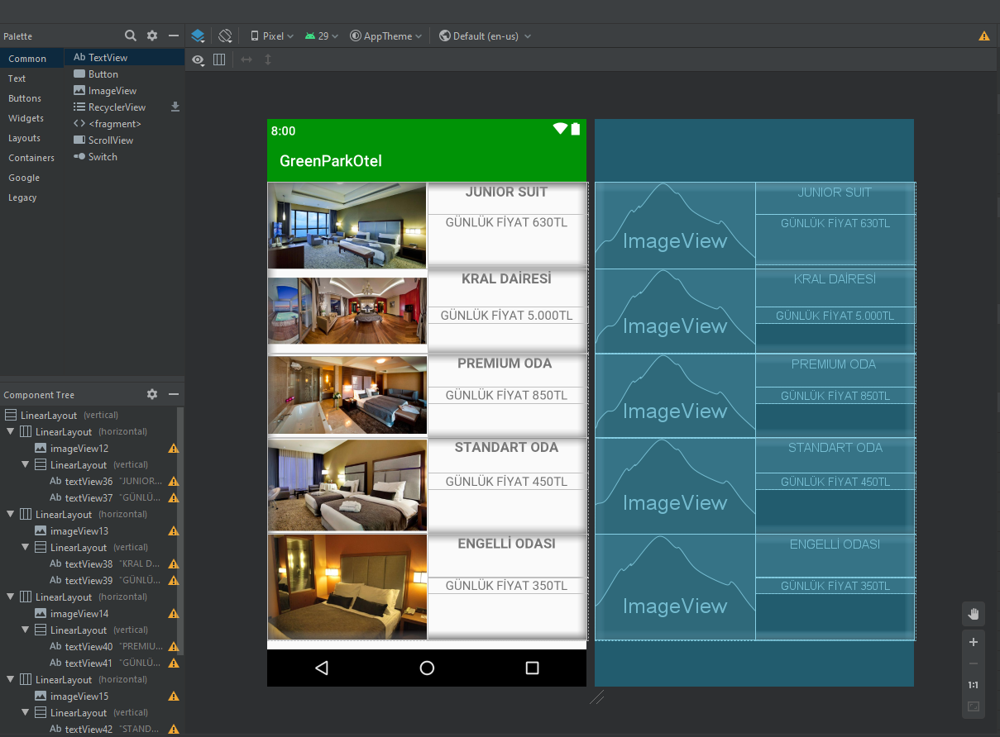 Palette
Pixel
29
AppTheme
Default (en-us)
Common
Text
Buttons
Widgets
Layouts
Containers
Google
Legacy
Ab TextView
Button
ImageView
RecyclerView
<fragment>
ScrollView
Switch
8:00
GreenParkOtel
JUNIOR SUIT
GÜNLÜK FİYAT 630TL
KRAL DAİRESİ
GÜNLÜK FİYAT 5.000TL
PREMIUM ODA
GÜNLÜK FİYAT 850TL
STANDART ODA
GÜNLÜK FİYAT 450TL
ENGELLİ ODASI
GÜNLÜK FİYAT 350TL
ImageView
JUNIOR SUIT
GÜNLÜK FİYAT 630TL
ImageView
KRAL DAİRESİ
GÜNLÜK FİYAT 5.000TL
ImageView
PREMIUM ODA
GÜNLÜK FİYAT 850TL
ImageView
STANDART ODA
GÜNLÜK FİYAT 450TL
ImageView
ENGELLİ ODASI
GÜNLÜK FİYAT 350TL
1:1
Component Tree
LinearLayout (vertical)
LinearLayout (horizontal)
imageView12
LinearLayout (vertical)
Ab textView36 "JUNIOR...
Ab textView37 "GÜNLÜ...
LinearLayout (horizontal)
imageView13
LinearLayout (vertical)
Ab textView38 "KRAL D...
Ab textView39 "GÜNLÜ...
LinearLayout (horizontal)
imageView14
LinearLayout (vertical)
Ab textView40 "PREMIU...
Ab textView41 "GÜNLÜ...
LinearLayout (horizontal)
imageView15
LinearLayout (vertical)
Ab textView42 "STAND...